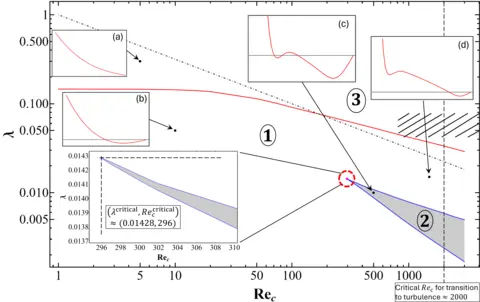 1
0.500
0.100
0.050
0.010
0.005
λ
(a)
(b)
(c)
(d)
①
②
③
0.0143
0.0142
0.0141
0.0140
0.0139
0.0138
0.0137
λ
(λ^critical, Re_c^critical)
≈ (0.01428, 296)
296 298 300 302 304 306 308 310
Re_c
1 5 10 50 100 500 1000
Re_c
Critical Re_c for transition
to turbulence ≈ 2000